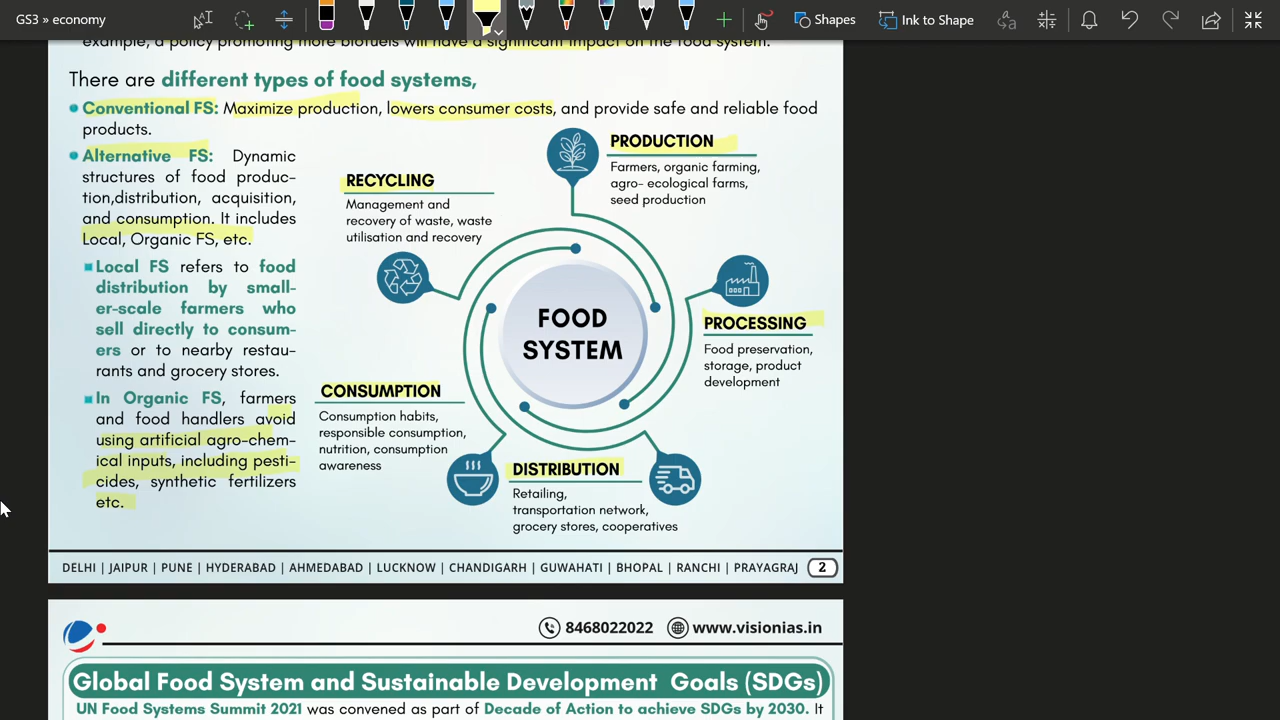 GS3 » economy
Shapes
Ink to Shape
example, a policy promoting more biofuels will have a significant impact on the food system.
There are different types of food systems,
Conventional FS: Maximize production, lowers consumer costs, and provide safe and reliable food
products.
Alternative FS: Dynamic
structures of food produc-
tion,distribution, acquisition,
and consumption. It includes
Local, Organic FS, etc.
Local FS refers to food
distribution by small-
er-scale farmers who
sell directly to consum-
ers or to nearby restau-
rants and grocery stores.
In Organic FS, farmers
and food handlers avoid
using artificial agro-chem-
ical inputs, including pesti-
cides, synthetic fertilizers
etc.
PRODUCTION
Farmers, organic farming,
agro- ecological farms,
seed production
RECYCLING
Management and
recovery of waste, waste
utilisation and recovery
FOOD
SYSTEM
PROCESSING
Food preservation,
storage, product
development
CONSUMPTION
Consumption habits,
responsible consumption,
nutrition, consumption
awareness
DISTRIBUTION
Retailing,
transportation network,
grocery stores, cooperatives
DELHI | JAIPUR | PUNE | HYDERABAD | AHMEDABAD | LUCKNOW | CHANDIGARH | GUWAHATI | BHOPAL | RANCHI | PRAYAGRAJ 2
8468022022 www.visionias.in
Global Food System and Sustainable Development Goals (SDGs)
UN Food Systems Summit 2021 was convened as part of Decade of Action to achieve SDGs by 2030. It